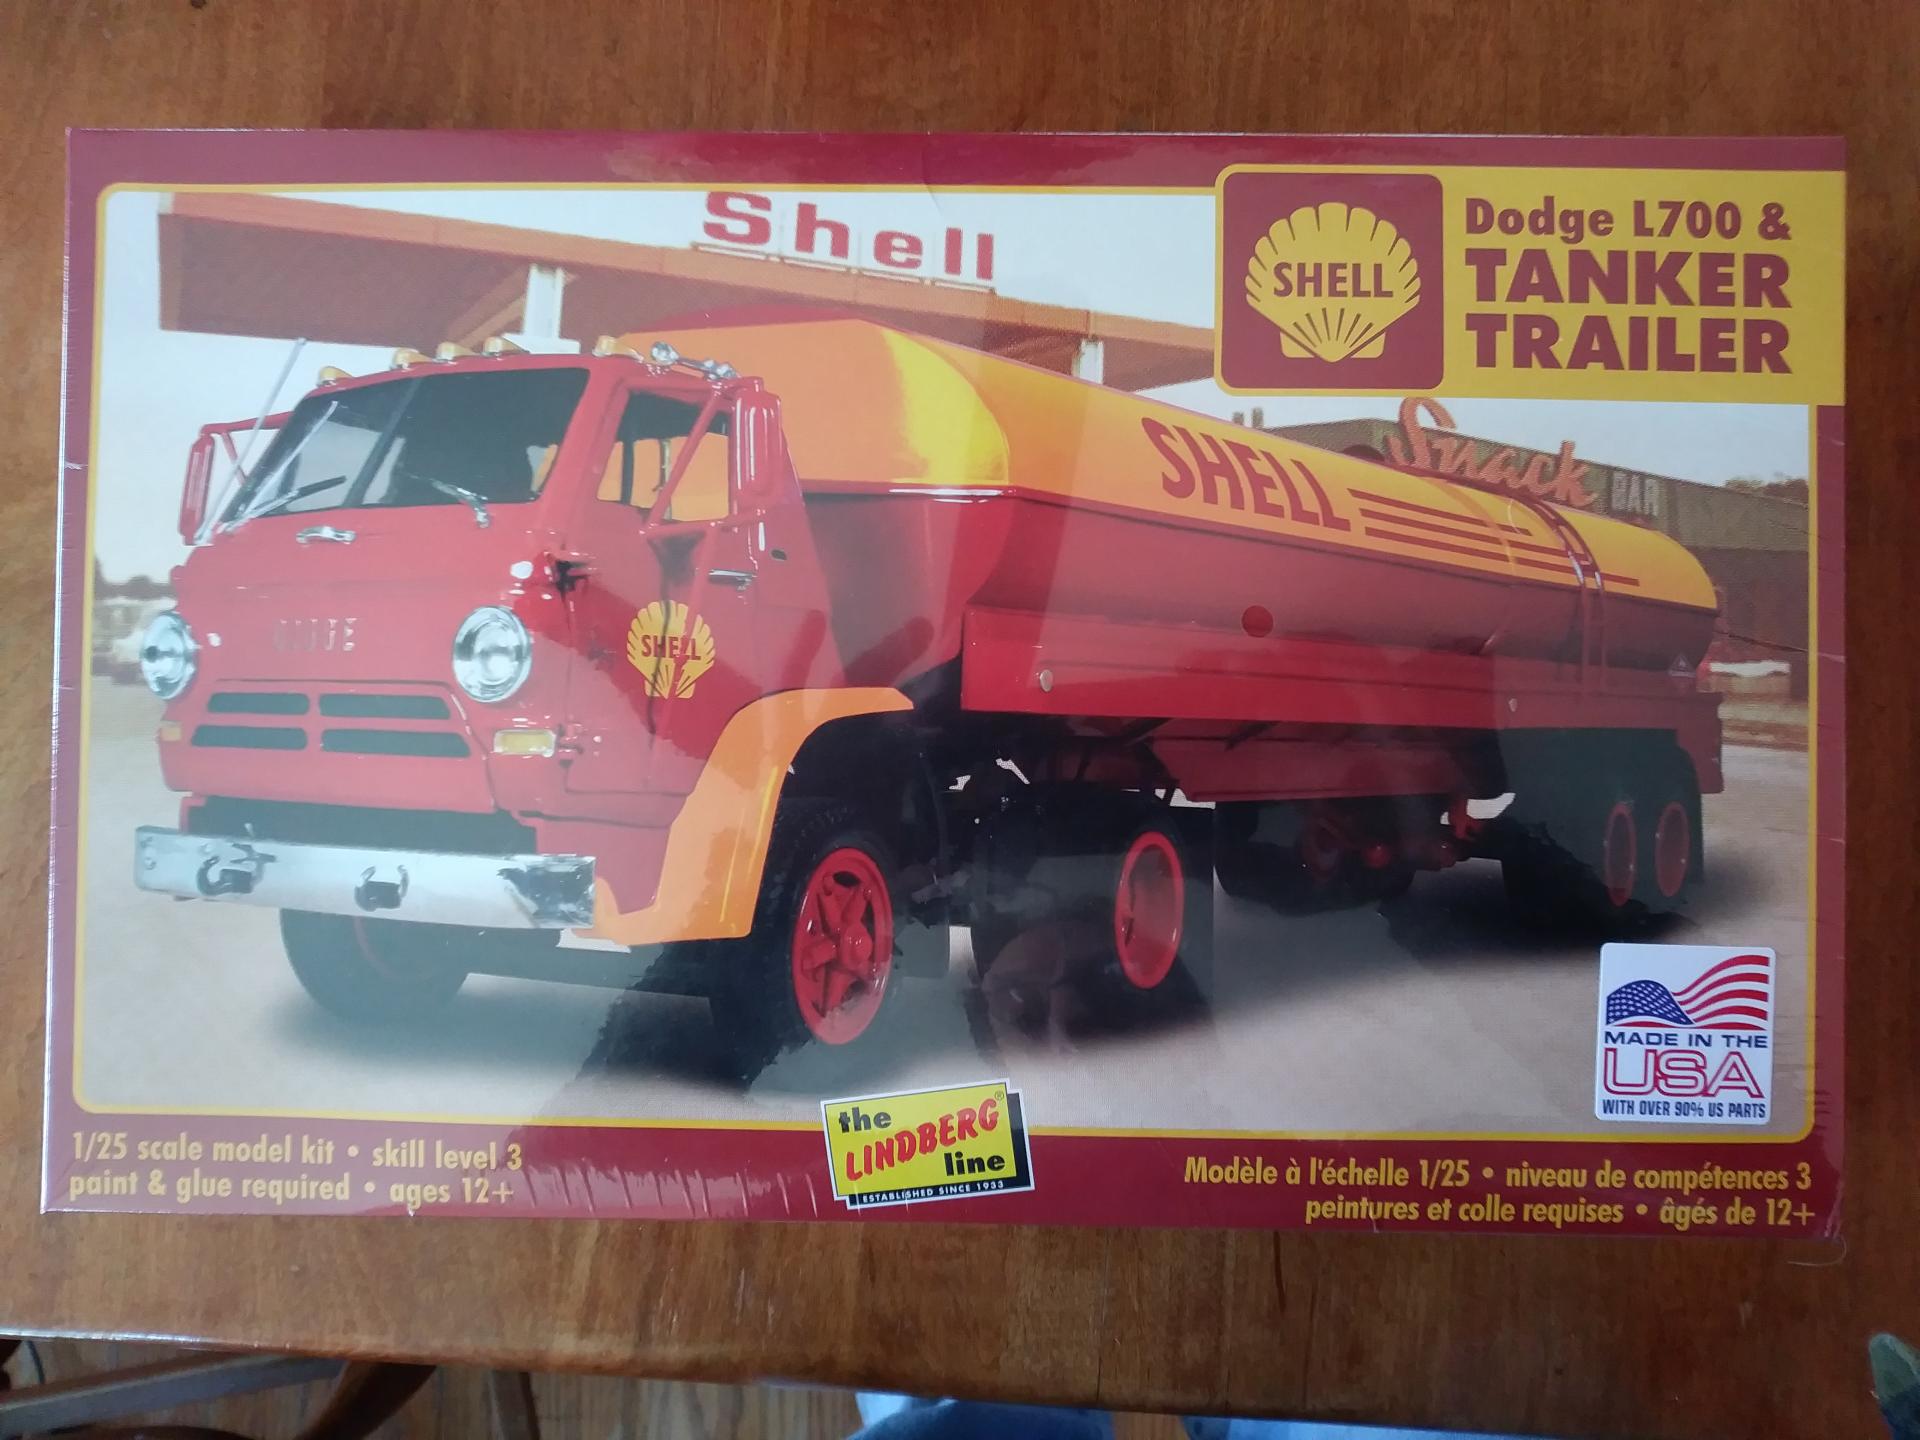 Shell
SHELL
Dodge L700 &
TANKER
TRAILER
Snack
BAR
SHELL
DODGE
SHELL
MADE IN THE
USA
WITH OVER 90% US PARTS
the
LINDBERG®
line
ESTABLISHED SINCE 1933
1/25 scale model kit • skill level 3
paint & glue required • ages 12+
Modèle à l'échelle 1/25 • niveau de compétences 3
peintures et colle requises • âgés de 12+